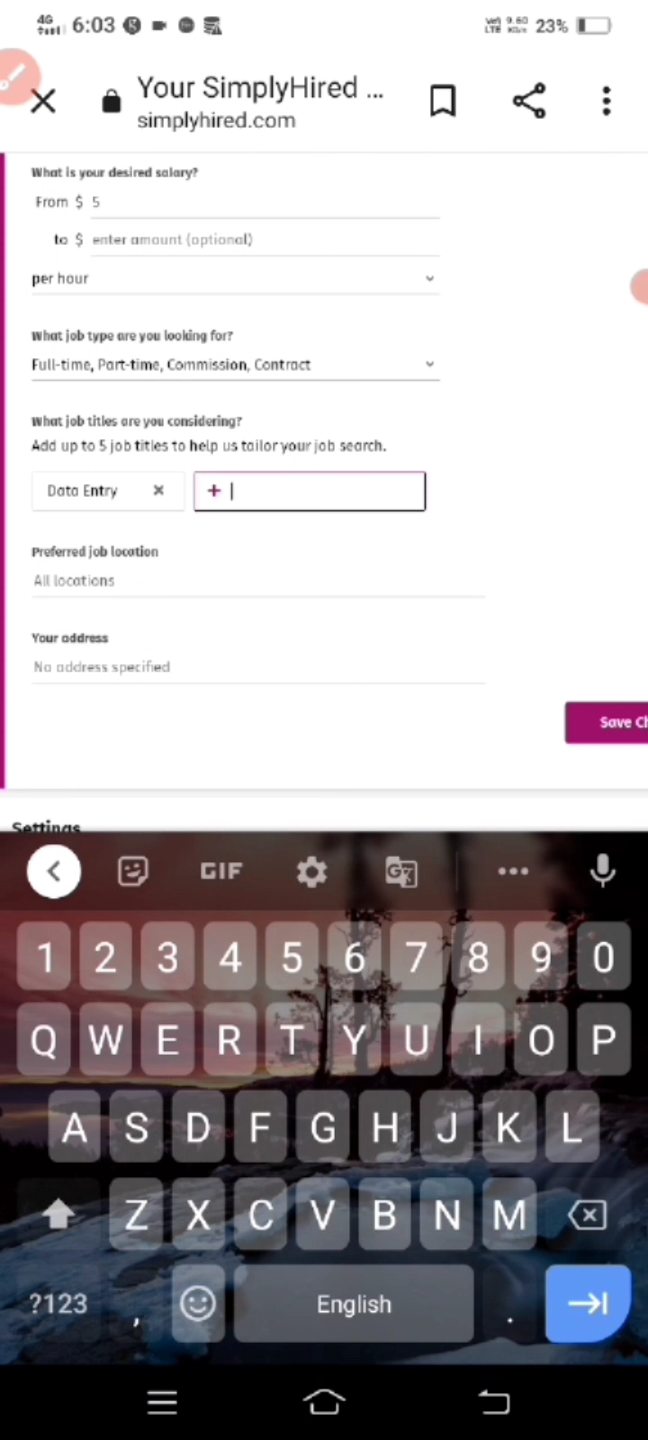 4G 6:03 23%
Your SimplyHired ...
simplyhired.com
What is your desired salary?
From $ 5
to $ enter amount (optional)
per hour
What job type are you looking for?
Full-time, Part-time, Commission, Contract
What job titles are you considering?
Add up to 5 job titles to help us tailor your job search.
Data Entry × +
Preferred job location
All locations
Your address
No address specified
Save Ch
Settings
GIF
1 2 3 4 5 6 7 8 9 0
Q W E R T Y U I O P
A S D F G H J K L
Z X C V B N M
?123 , English .